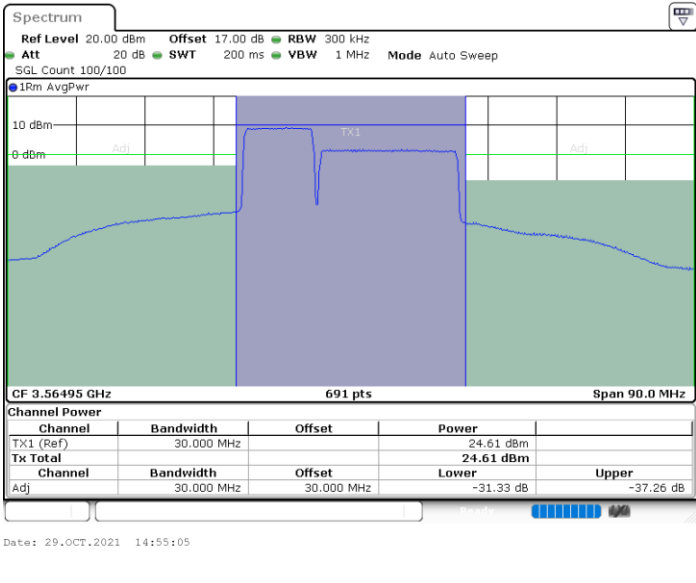 Spectrum
Ref Level 20.00 dBm Offset 17.00 dB RBW 300 kHz
Att 20 dB SWT 200 ms VBW 1 MHz Mode Auto Sweep
SGL Count 100/100
1Rm AvgPwr
10 dBm
TX1
Adj Adj
0 dBm
CF 3.56495 GHz 691 pts Span 90.0 MHz
Channel Power
Channel Bandwidth Offset Power
TX1 (Ref) 30.000 MHz 24.61 dBm
Tx Total 24.61 dBm
Channel Bandwidth Offset Lower Upper
Adj 30.000 MHz 30.000 MHz -31.33 dB -37.26 dB
Ready
Date: 29.OCT.2021 14:55:05